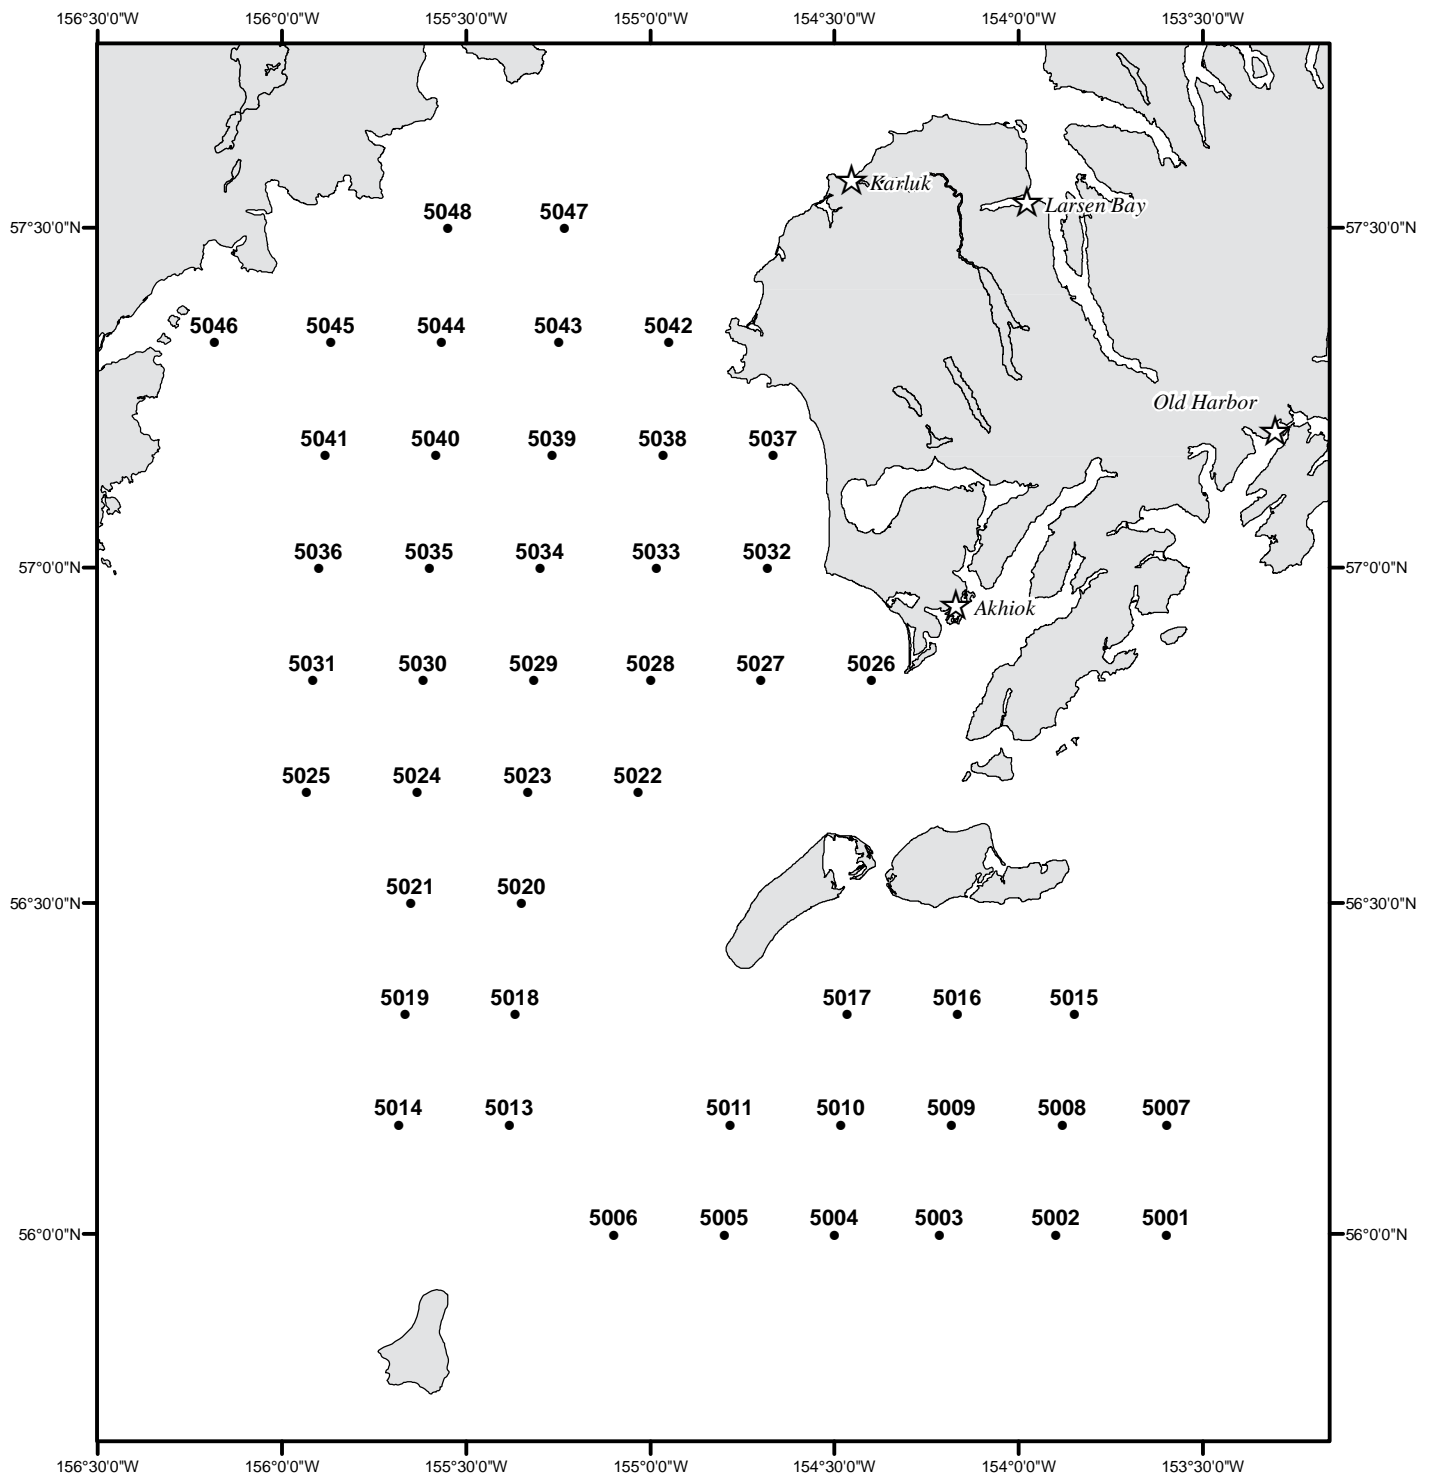 156°30'0"W 156°0'0"W 155°30'0"W 155°0'0"W 154°30'0"W 154°0'0"W 153°30'0"W
Karluk
Larsen Bay
5048 5047
57°30'0"N 57°30'0"N
5046 5045 5044 5043 5042
Old Harbor
5041 5040 5039 5038 5037
5036 5035 5034 5033 5032
57°0'0"N 57°0'0"N
Akhiok
5031 5030 5029 5028 5027 5026
5025 5024 5023 5022
5021 5020
56°30'0"N 56°30'0"N
5019 5018 5017 5016 5015
5014 5013 5011 5010 5009 5008 5007
5006 5005 5004 5003 5002 5001
56°0'0"N 56°0'0"N
156°30'0"W 156°0'0"W 155°30'0"W 155°0'0"W 154°30'0"W 154°0'0"W 153°30'0"W